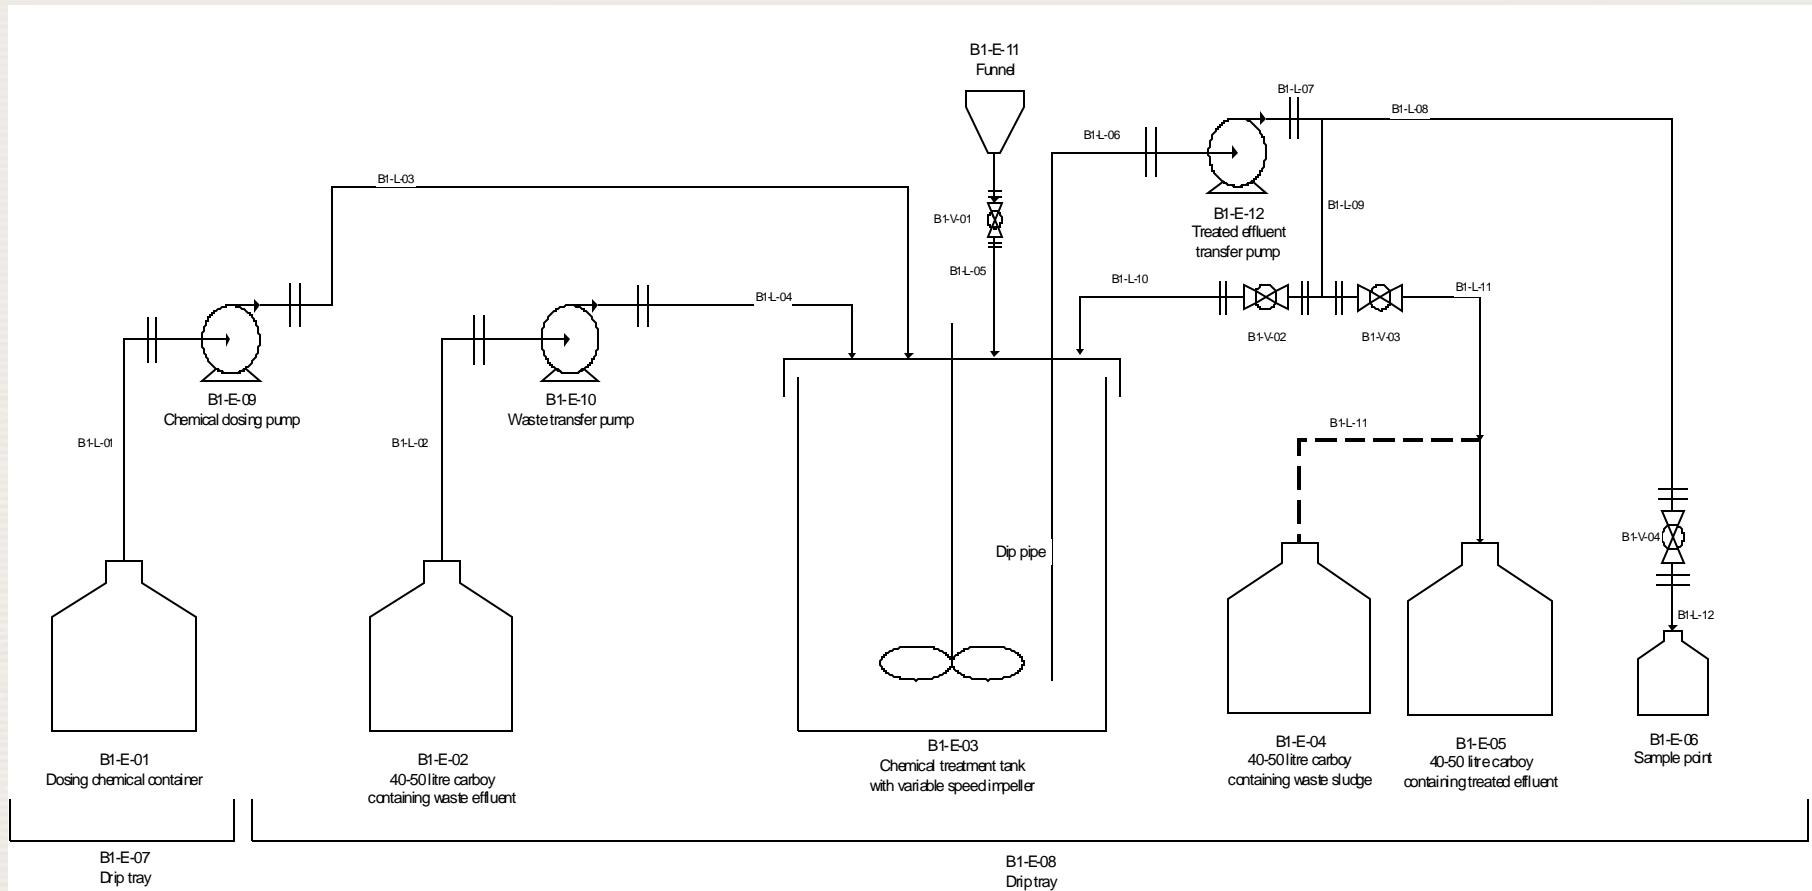 B1-E-11
Funnel
B1-L-07
B1-L-08
B1-L-06
B1-L-03
B1-L-09
B1-V-01
B1-E-12
Treated effluent
transfer pump
B1-L-05
B1-L-10
B1-L-11
B1-L-04
B1-V-02
B1-V-03
B1-E-09
Chemical dosing pump
B1-E-10
Waste transfer pump
B1-L-01
B1-L-02
B1-L-11
Dip pipe
B1-V-04
B1-L-12
B1-E-01
Dosing chemical container
B1-E-02
40-50 litre carboy
containing waste effluent
B1-E-03
Chemical treatment tank
with variable speed impeller
B1-E-04
40-50 litre carboy
containing waste sludge
B1-E-05
40-50 litre carboy
containing treated effluent
B1-E-06
Sample point
B1-E-07
Drip tray
B1-E-08
Drip tray